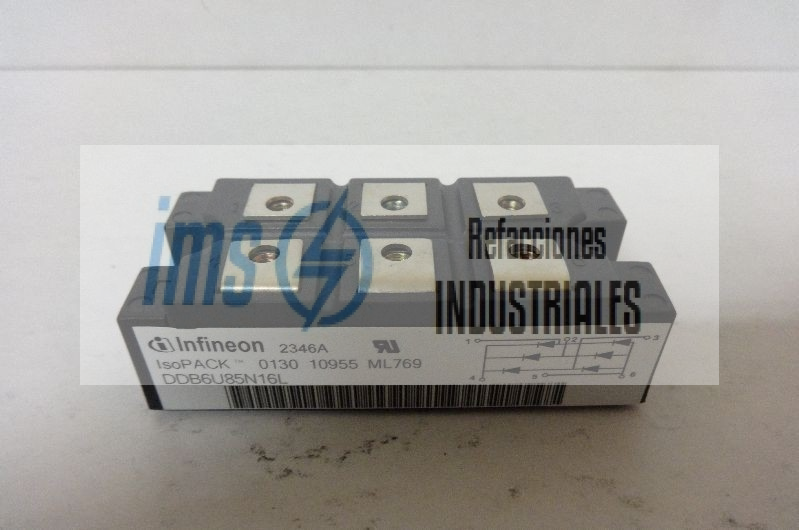 ims Refacciones
INDUSTRIALES
Infineon 2346A
IsoPACK™ 0130 10955 ML769
DDB6U85N16L
1 2 3
4 5 6